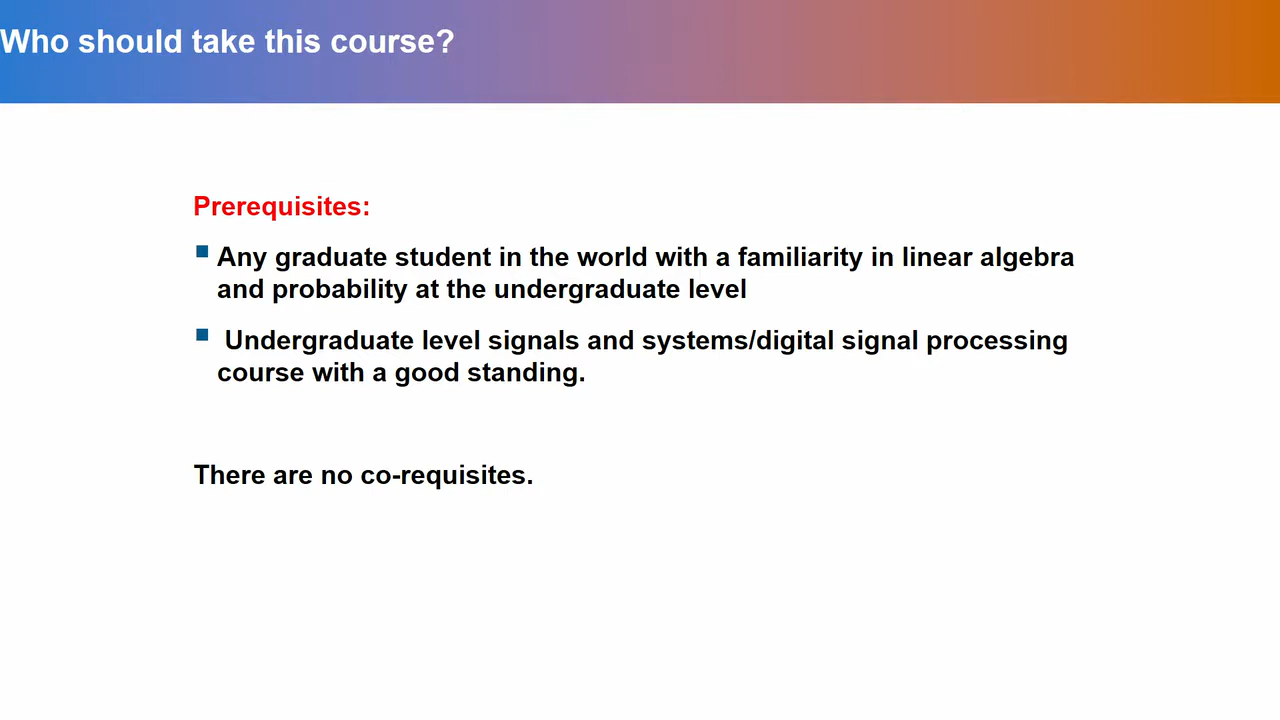 Who should take this course?
Prerequisites:
Any graduate student in the world with a familiarity in linear algebra
and probability at the undergraduate level
Undergraduate level signals and systems/digital signal processing
course with a good standing.
There are no co-requisites.